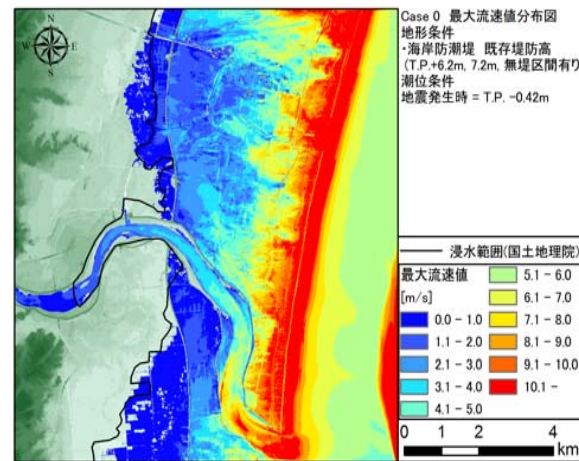 N
W E
S
Case 0 最大流速値分布図
地形条件
・海岸防潮堤 既存堤防高
(T.P.+6.2m, 7.2m, 無堤区間有り)
潮位条件
地震発生時 = T.P. -0.42m
浸水範囲(国土地理院)
最大流速値
[m/s]
0.0 - 1.0
1.1 - 2.0
2.1 - 3.0
3.1 - 4.0
4.1 - 5.0
5.1 - 6.0
6.1 - 7.0
7.1 - 8.0
8.1 - 9.0
9.1 - 10.0
10.1 -
0 1 2 4
km